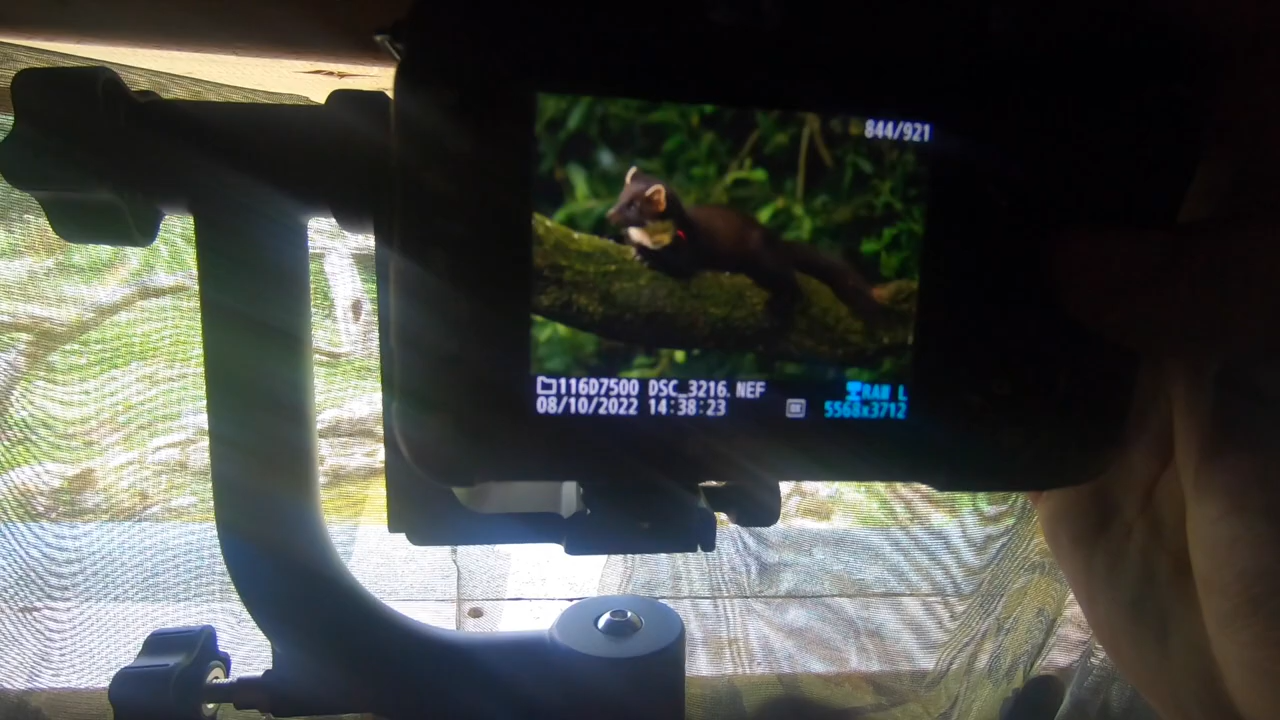 844/921
116D7500 DSC_3216.NEF
RAW L
08/10/2022 14:38:23
5568x3712